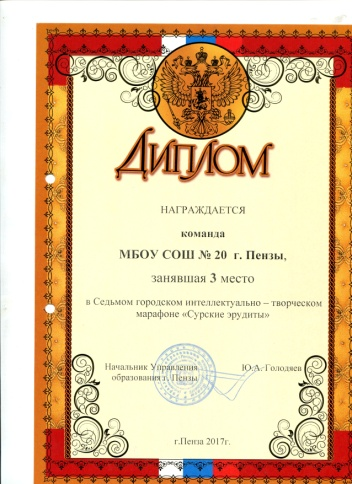 ДИПЛОМ
НАГРАЖДАЕТСЯ
команда
МБОУ СОШ № 20 г. Пензы,
занявшая 3 место
в Седьмом городском интеллектуально – творческом
марафоне «Сурские эрудиты»
Начальник Управления Ю.А. Голодяев
образования г. Пензы
г.Пенза 2017г.